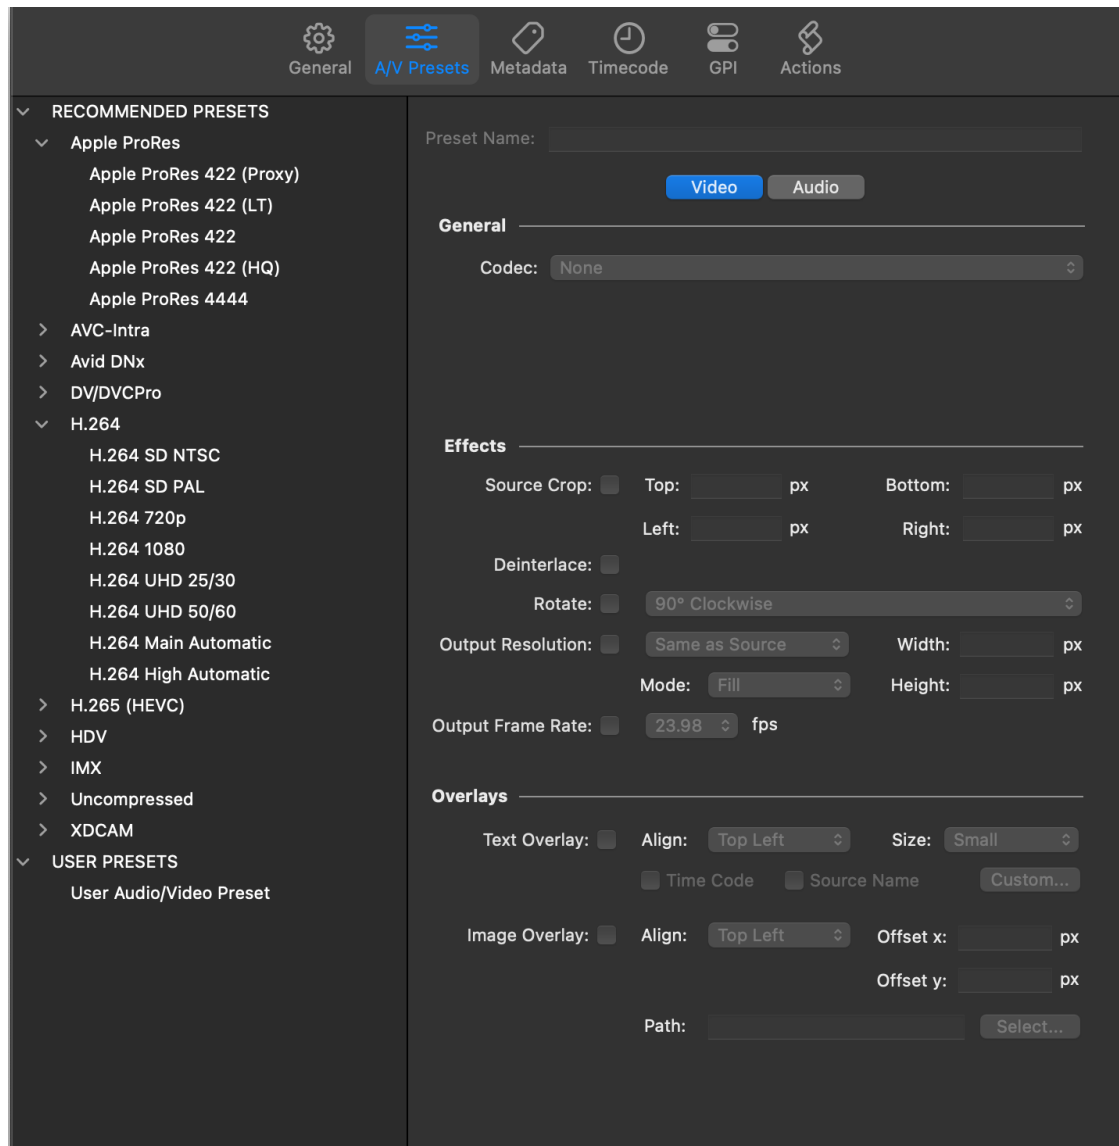 General A/V Presets Metadata Timecode GPI Actions
RECOMMENDED PRESETS
Apple ProRes
Apple ProRes 422 (Proxy)
Apple ProRes 422 (LT)
Apple ProRes 422
Apple ProRes 422 (HQ)
Apple ProRes 4444
AVC-Intra
Avid DNx
DV/DVCPro
H.264
H.264 SD NTSC
H.264 SD PAL
H.264 720p
H.264 1080
H.264 UHD 25/30
H.264 UHD 50/60
H.264 Main Automatic
H.264 High Automatic
H.265 (HEVC)
HDV
IMX
Uncompressed
XDCAM
USER PRESETS
User Audio/Video Preset
Preset Name:
Video Audio
General
Codec: None
Effects
Source Crop: Top: px Bottom: px
Left: px Right: px
Deinterlace:
Rotate: 90° Clockwise
Output Resolution: Same as Source Width: px
Mode: Fill Height: px
Output Frame Rate: 23.98 fps
Overlays
Text Overlay: Align: Top Left Size: Small
Time Code Source Name Custom...
Image Overlay: Align: Top Left Offset x: px
Offset y: px
Path: Select...